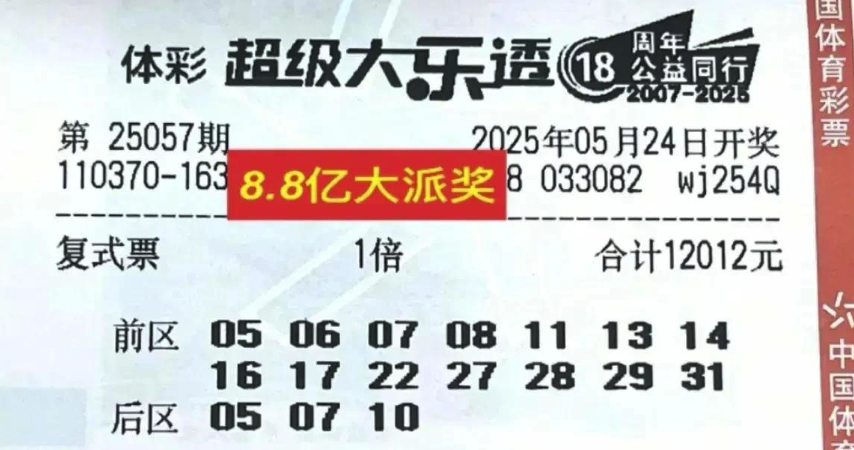 体彩 超级大乐透 18 周年
公益同行
2007-2025
第 25057期 2025年05月24日开奖
110370-163 8.8亿大派奖 8 033082 wj254Q
复式票 1倍 合计12012元
前区 05 06 07 08 11 13 14
16 17 22 27 28 29 31
后区 05 07 10
国体育彩票
中国体